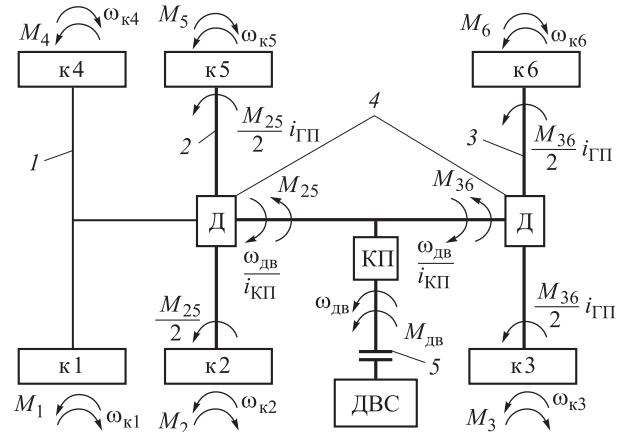 M4 ωк4 M5 ωк5 M6 ωк6
к4 к5 к6
M25/2 iГП 4 M36/2 iГП
1 2 3
M25 M36
Д Д
КП
ωдв/iКП ωдв/iКП
ωдв
M25/2 M36/2 iГП
Mдв
к1 к2 5 к3
ДВС
M1 ωк1 M2 ωк2 M3 ωк3